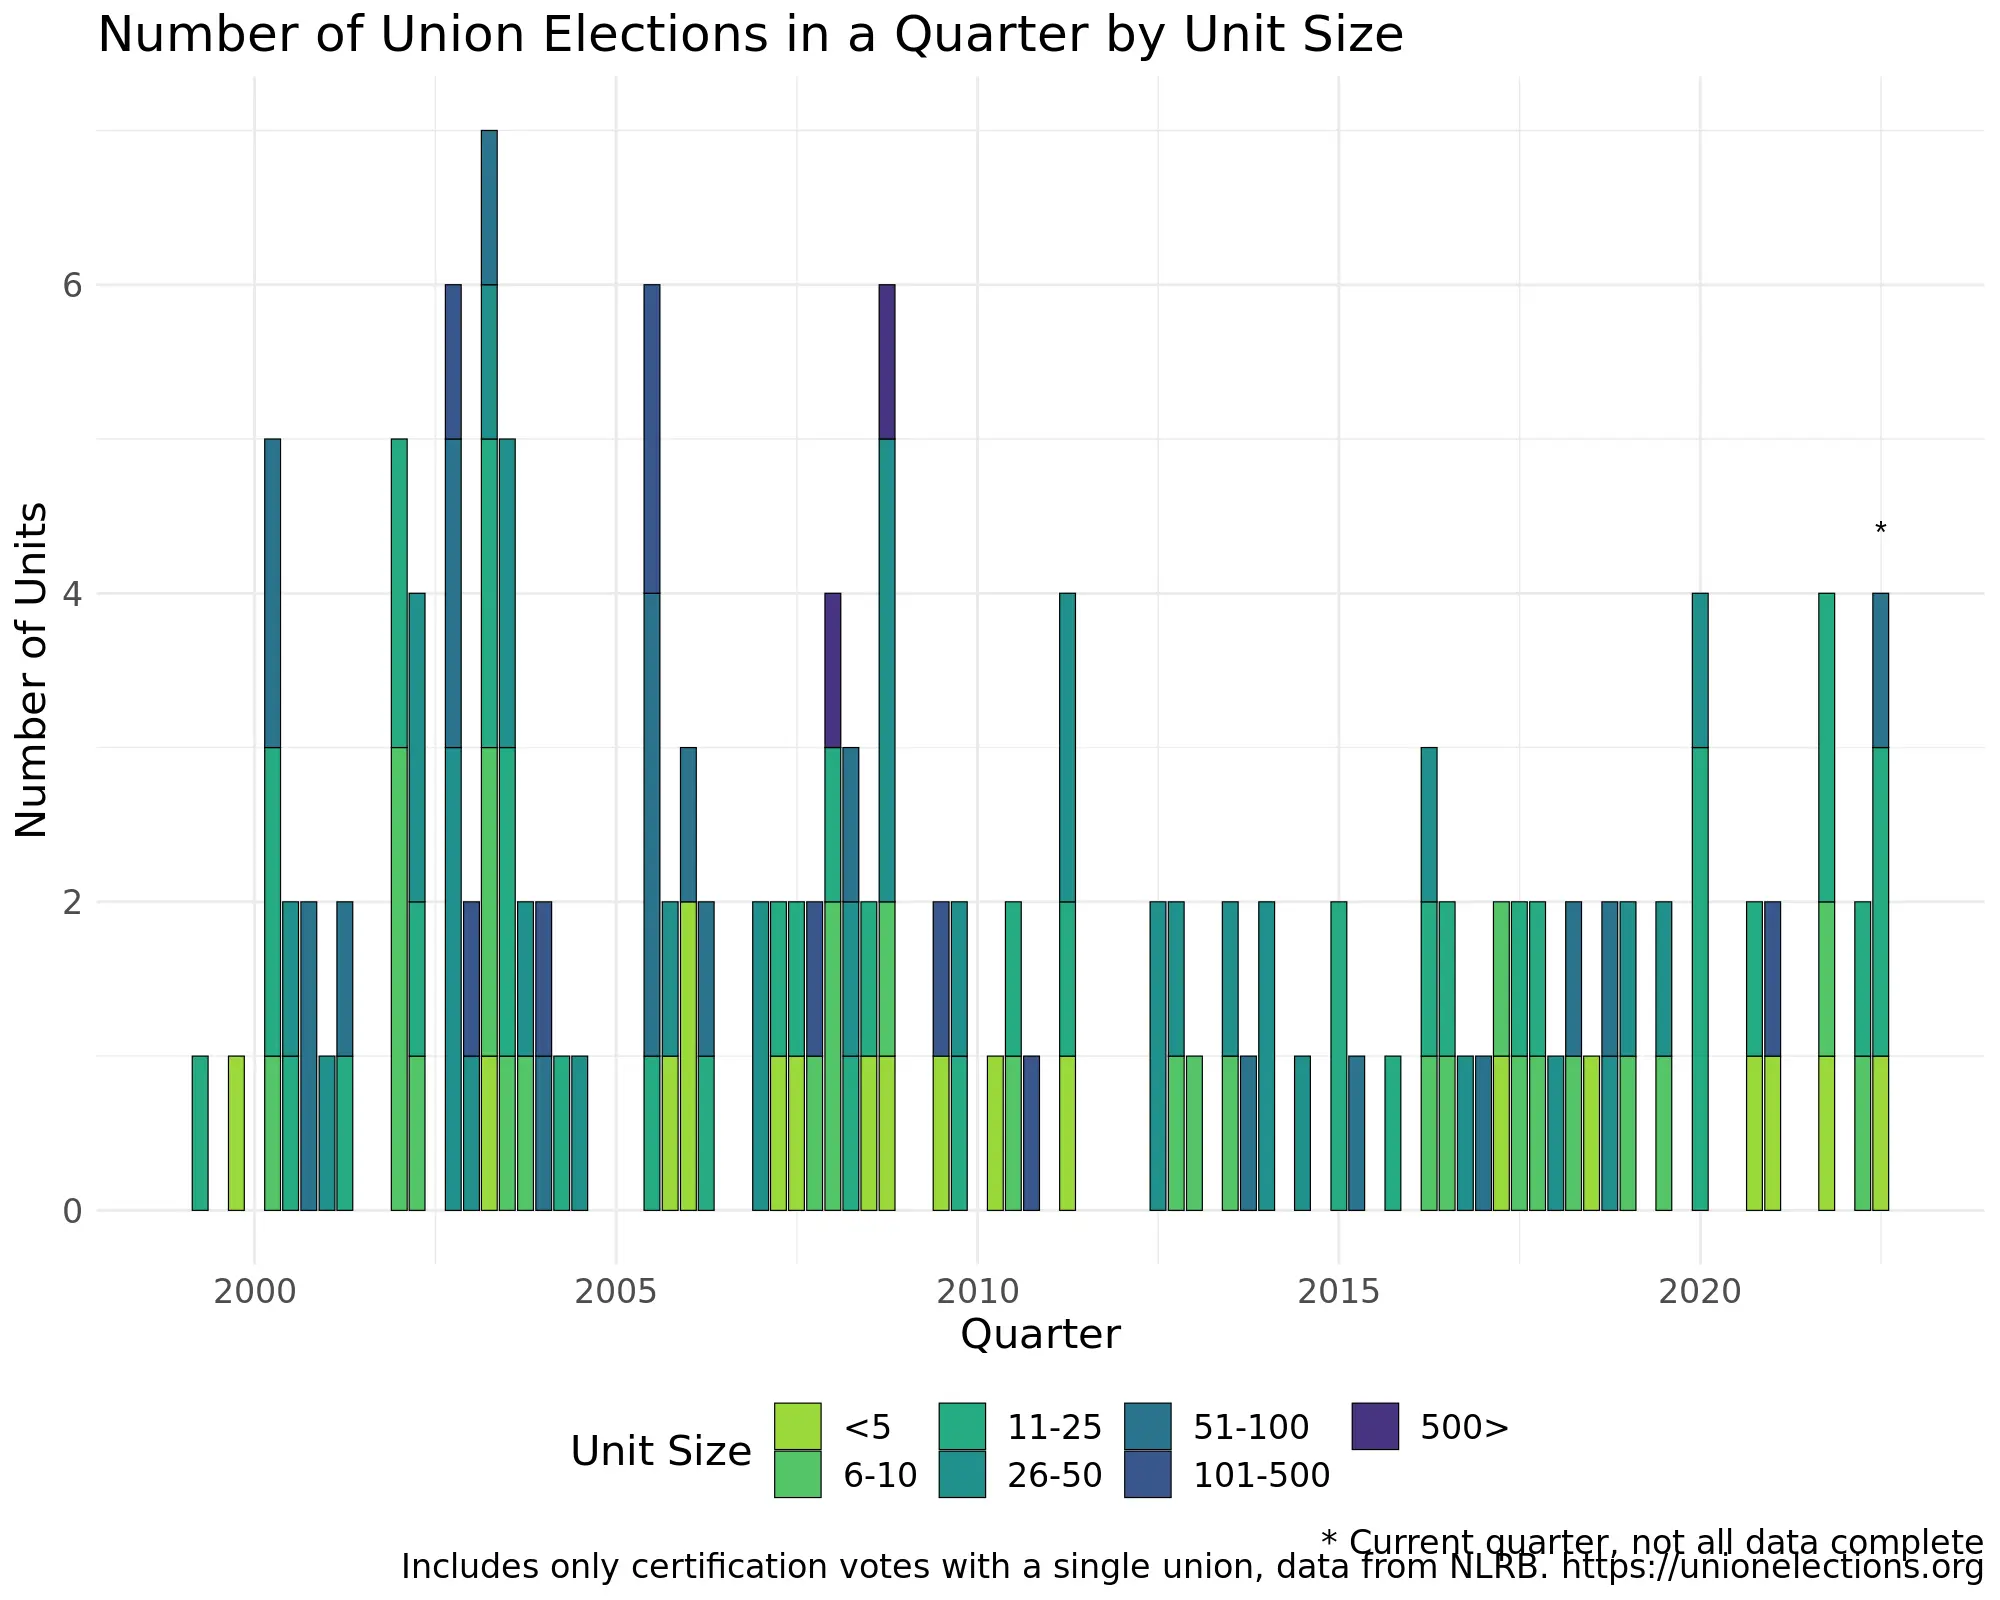 Number of Union Elections in a Quarter by Unit Size
Number of Units
6
4
2
0
*
2000 2005 2010 2015 2020
Quarter
Unit Size
<5 11-25 51-100 500>
6-10 26-50 101-500
* Current quarter, not all data complete
Includes only certification votes with a single union, data from NLRB. https://unionelections.org